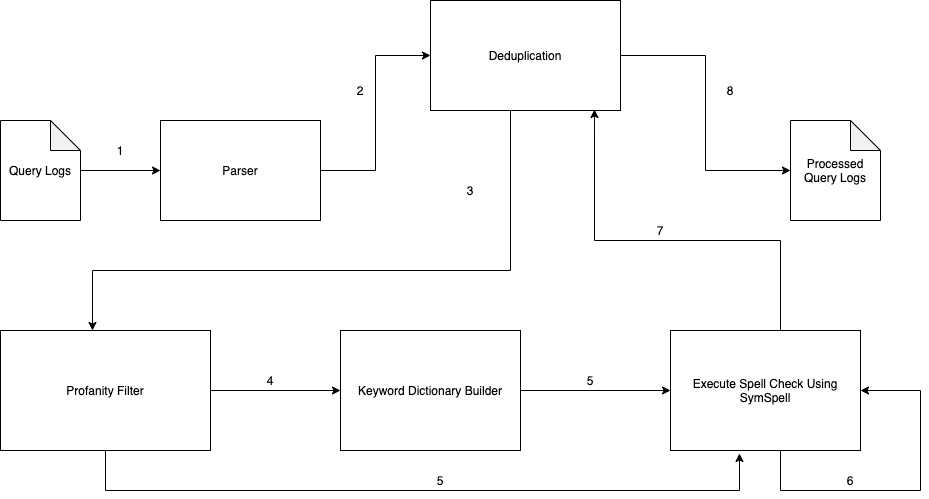 Deduplication
2
8
Query Logs
1
Parser
Processed
Query Logs
3
7
Profanity Filter
4
Keyword Dictionary Builder
5
Execute Spell Check Using
SymSpell
5
6